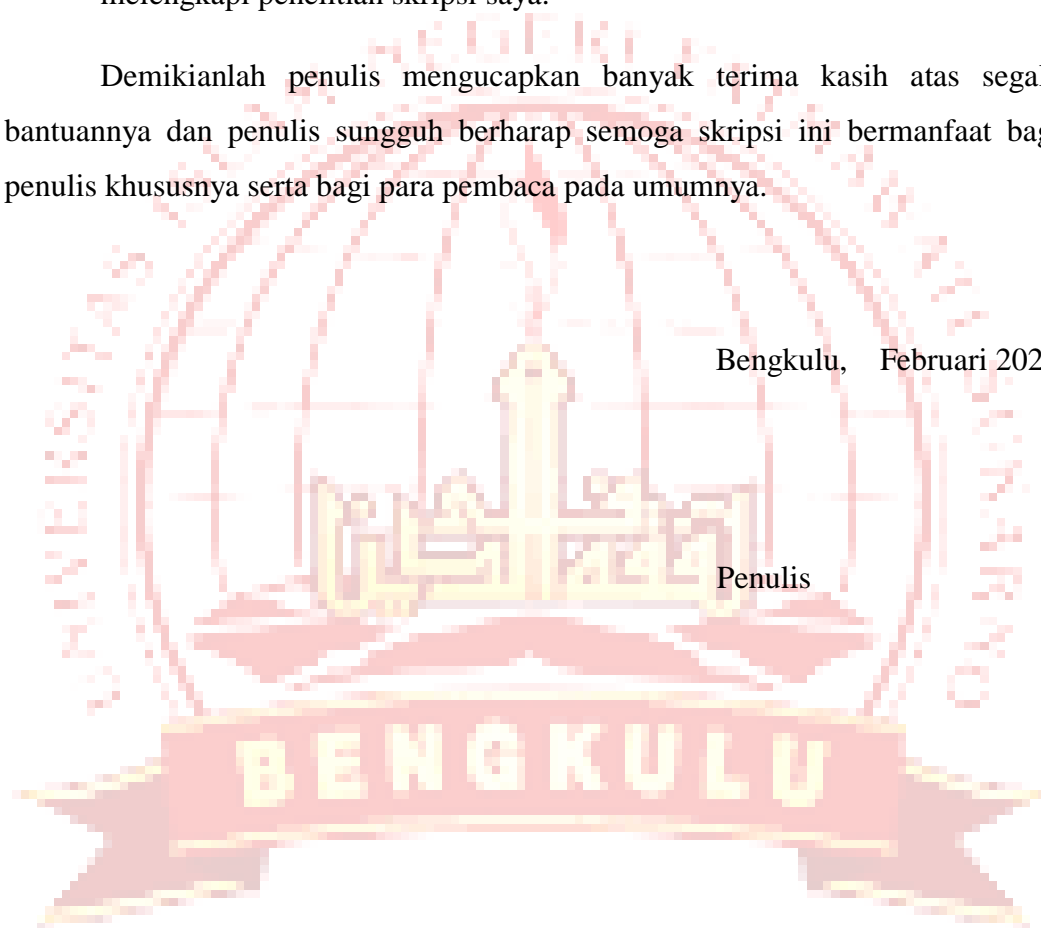 melengkapi penelitian skripsi saya.
Demikianlah penulis mengucapkan banyak terima kasih atas segal
bantuannya dan penulis sungguh berharap semoga skripsi ini bermanfaat bag
penulis khususnya serta bagi para pembaca pada umumnya.
Bengkulu, Februari 202
Penulis
UNIVERSITAS
BENGKULU